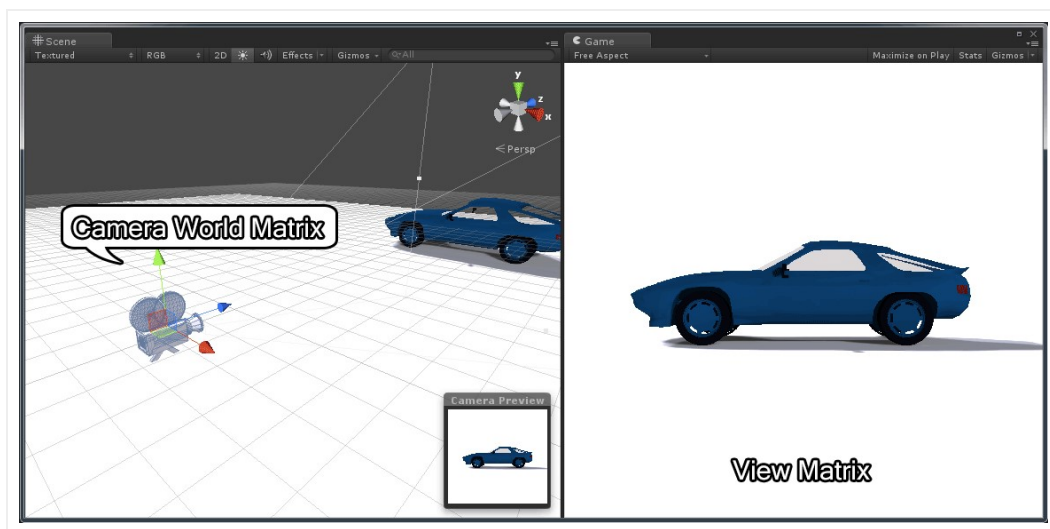 Scene
Textured RGB 2D Effects Gizmos All
y
z
x
Persp
Camera World Matrix
Camera Preview
Game
Free Aspect Maximize on Play Stats Gizmos
View Matrix